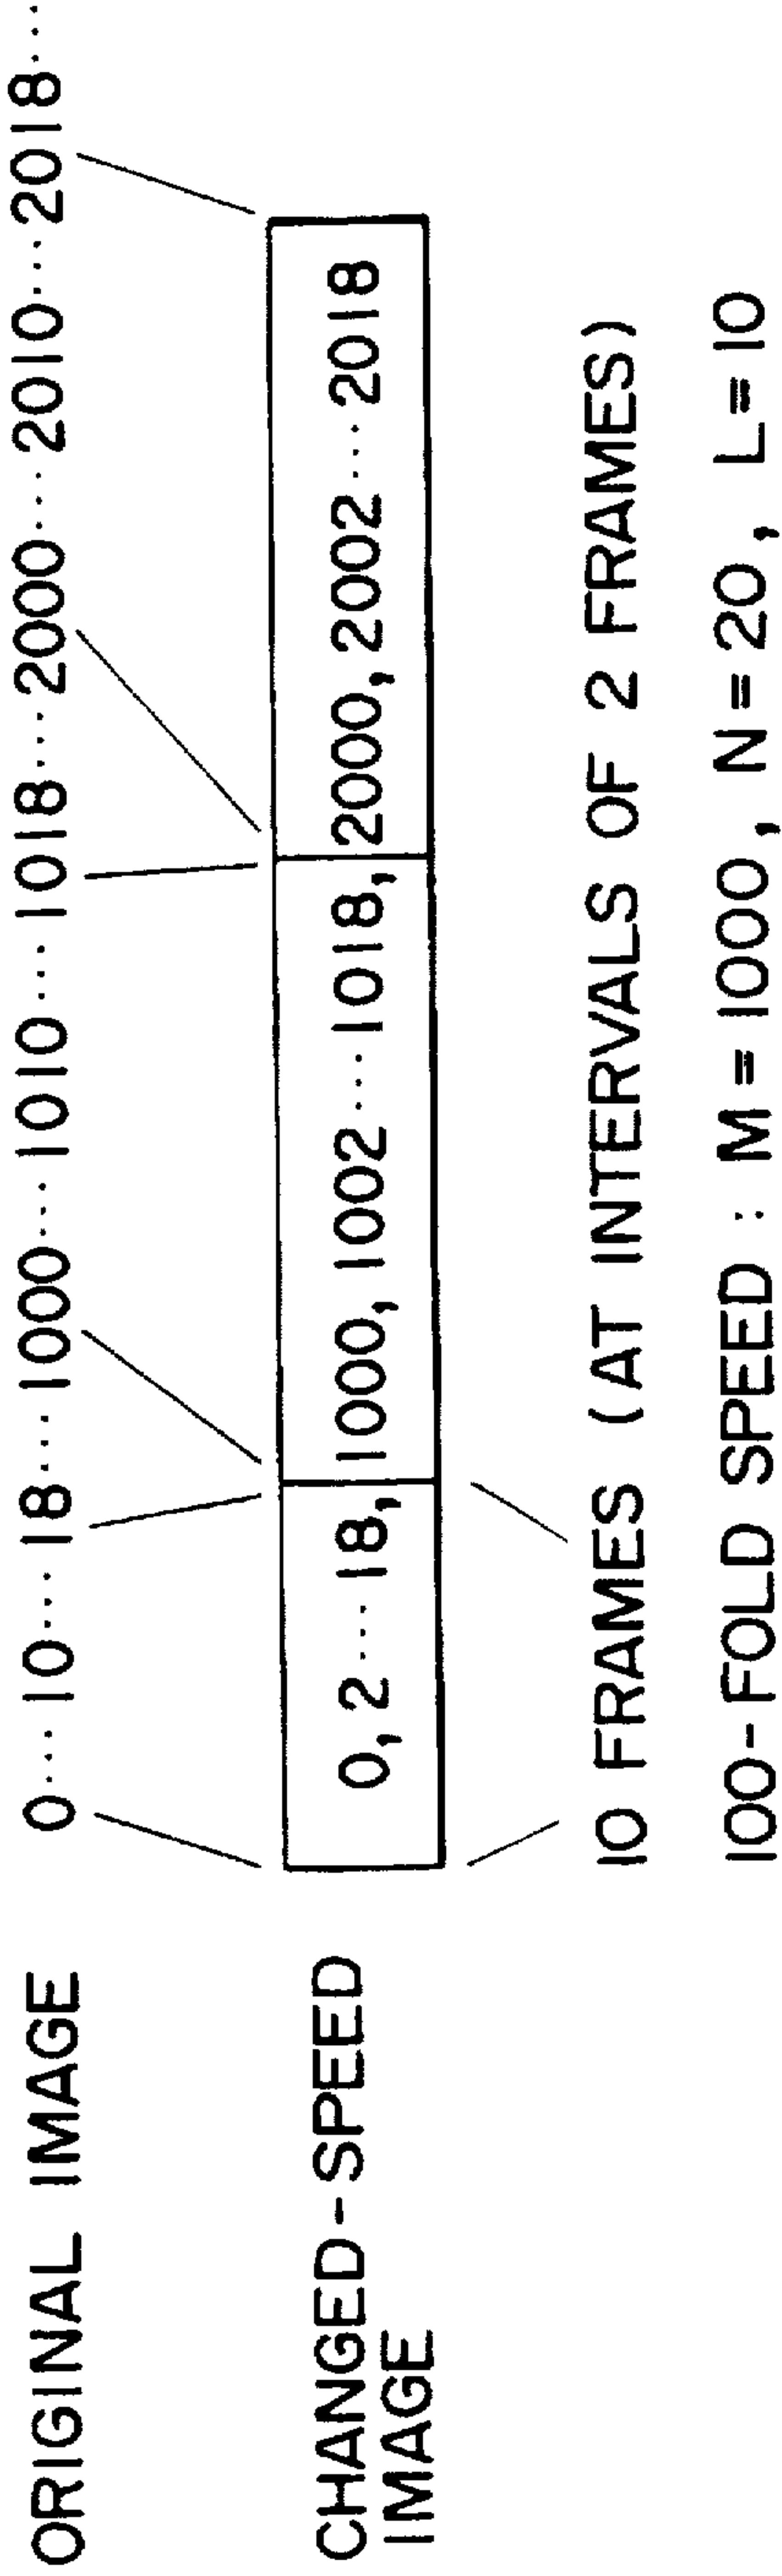 ORIGINAL IMAGE 0···10···18···1000···1010···1018···2000···2010···2018···
CHANGED-SPEED
IMAGE
0, 2···18, 1000, 1002···1018, 2000, 2002···2018
10 FRAMES (AT INTERVALS OF 2 FRAMES)
100-FOLD SPEED : M=1000, N=20, L=10